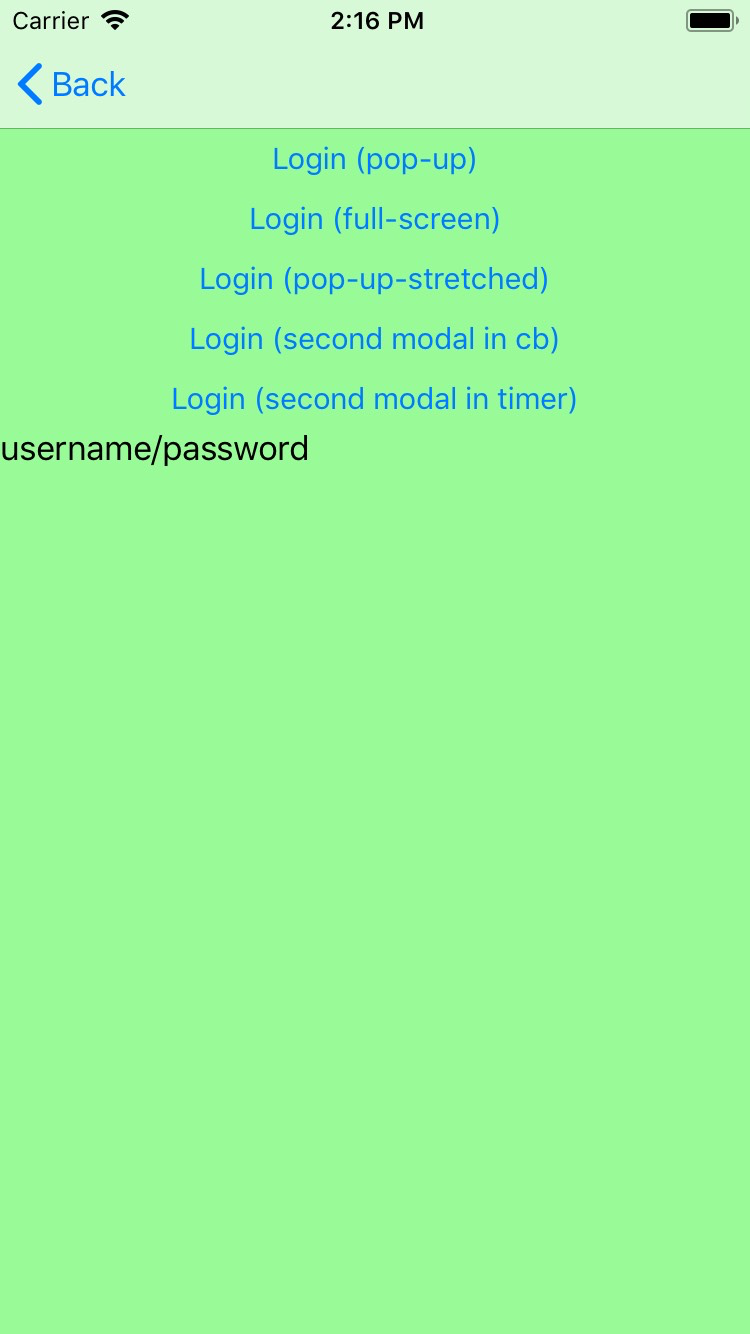 Carrier 2:16 PM
Back
Login (pop-up)
Login (full-screen)
Login (pop-up-stretched)
Login (second modal in cb)
Login (second modal in timer)
username/password